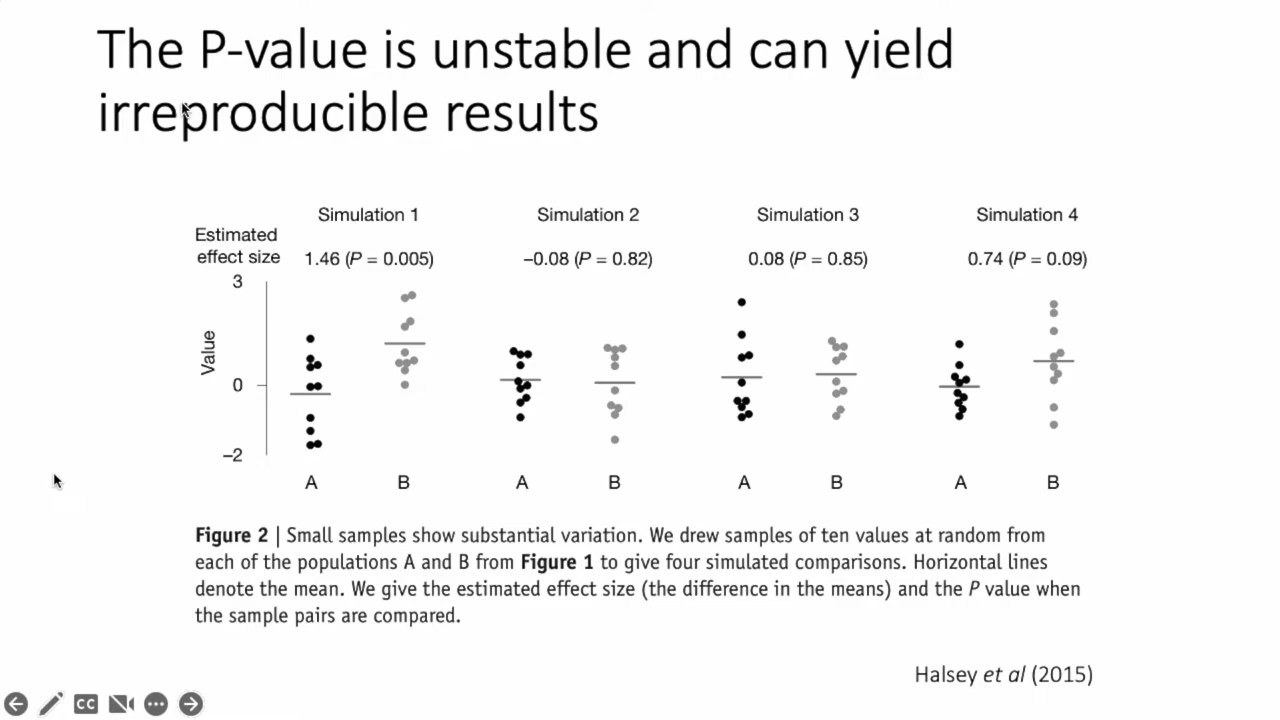 The P-value is unstable and can yield
irreproducible results
Simulation 1 Simulation 2 Simulation 3 Simulation 4
Estimated
effect size 1.46 (P = 0.005) −0.08 (P = 0.82) 0.08 (P = 0.85) 0.74 (P = 0.09)
3
Value
0
−2
A B A B A B A B
Figure 2 | Small samples show substantial variation. We drew samples of ten values at random from
each of the populations A and B from Figure 1 to give four simulated comparisons. Horizontal lines
denote the mean. We give the estimated effect size (the difference in the means) and the P value when
the sample pairs are compared.
Halsey et al (2015)
CC